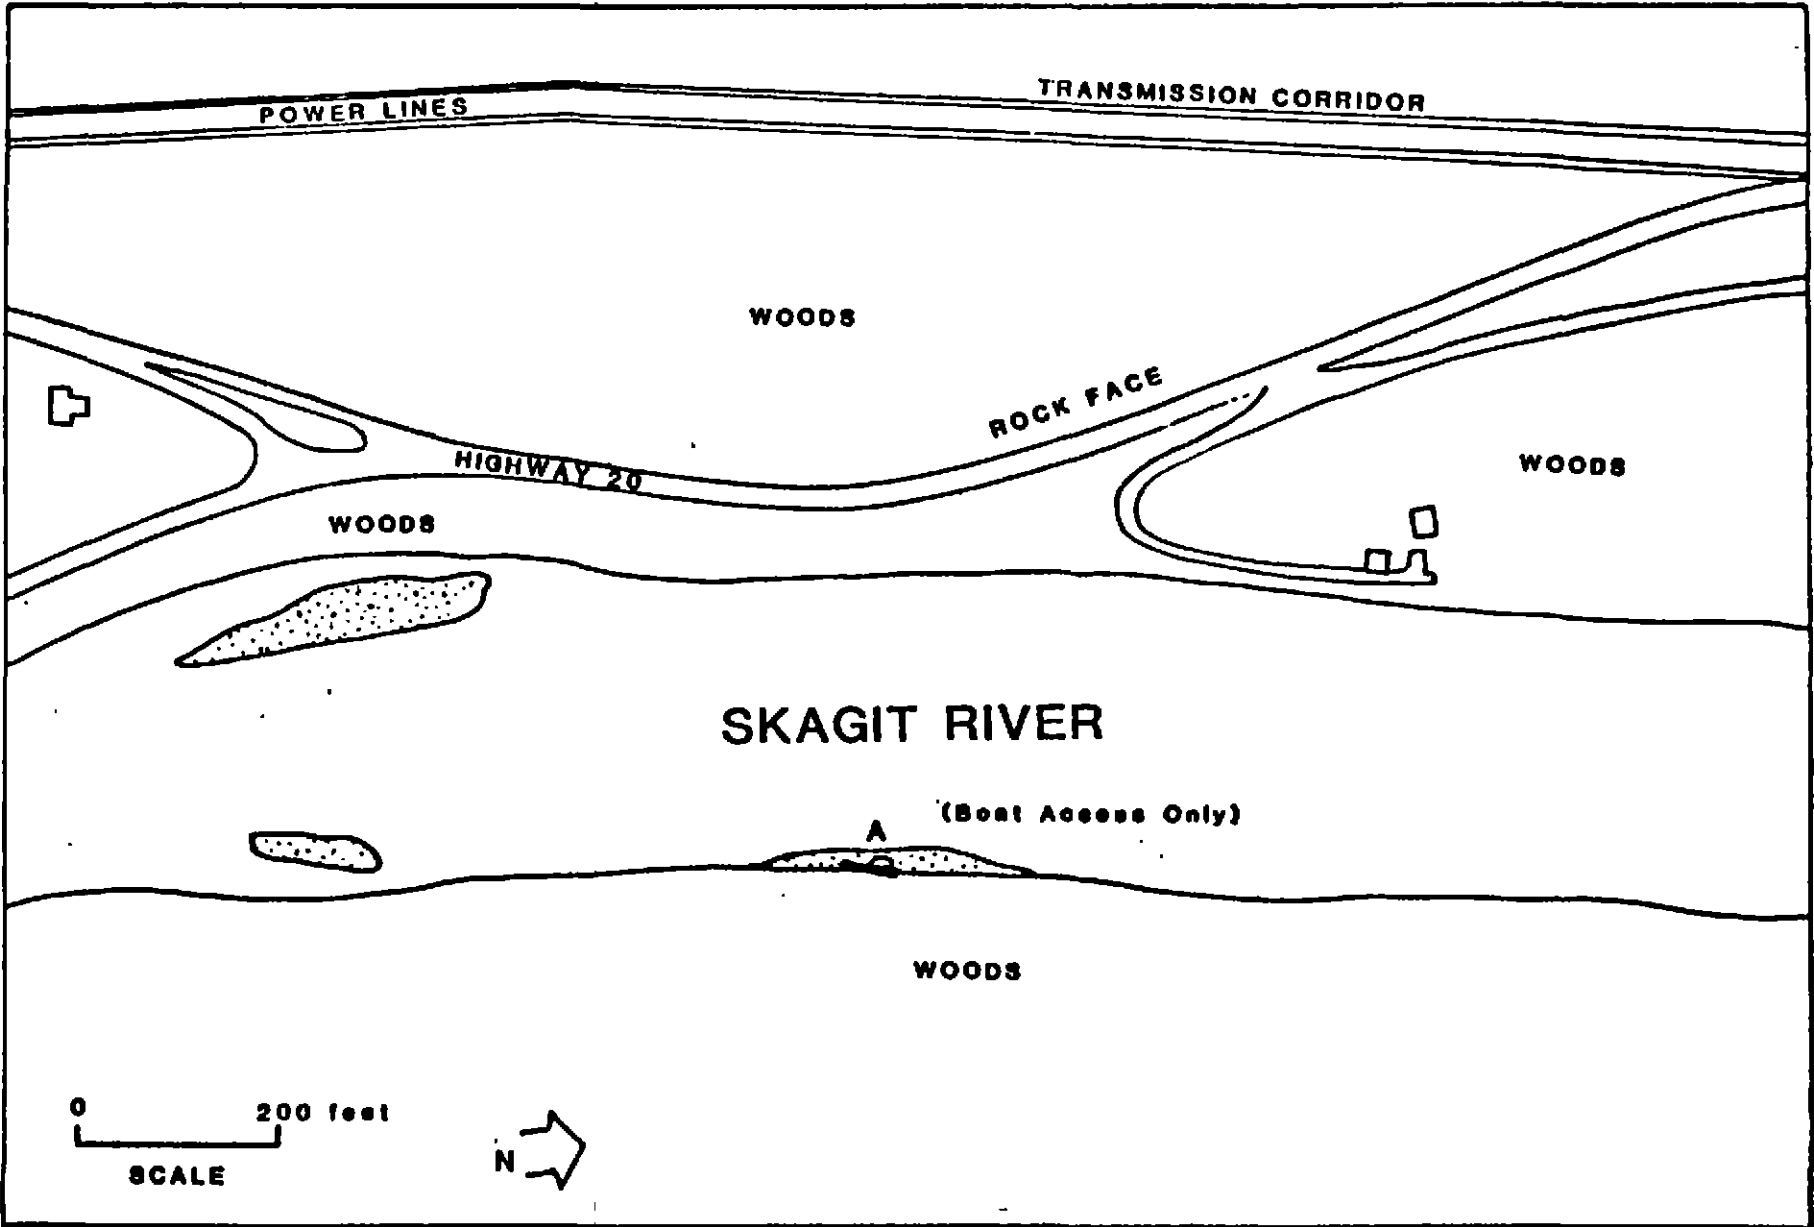 TRANSMISSION CORRIDOR
POWER LINES
WOODS
ROCK FACE
HIGHWAY 20
WOODS
WOODS
SKAGIT RIVER
(Boat Access Only)
A
WOODS
0 200 feet
SCALE
N